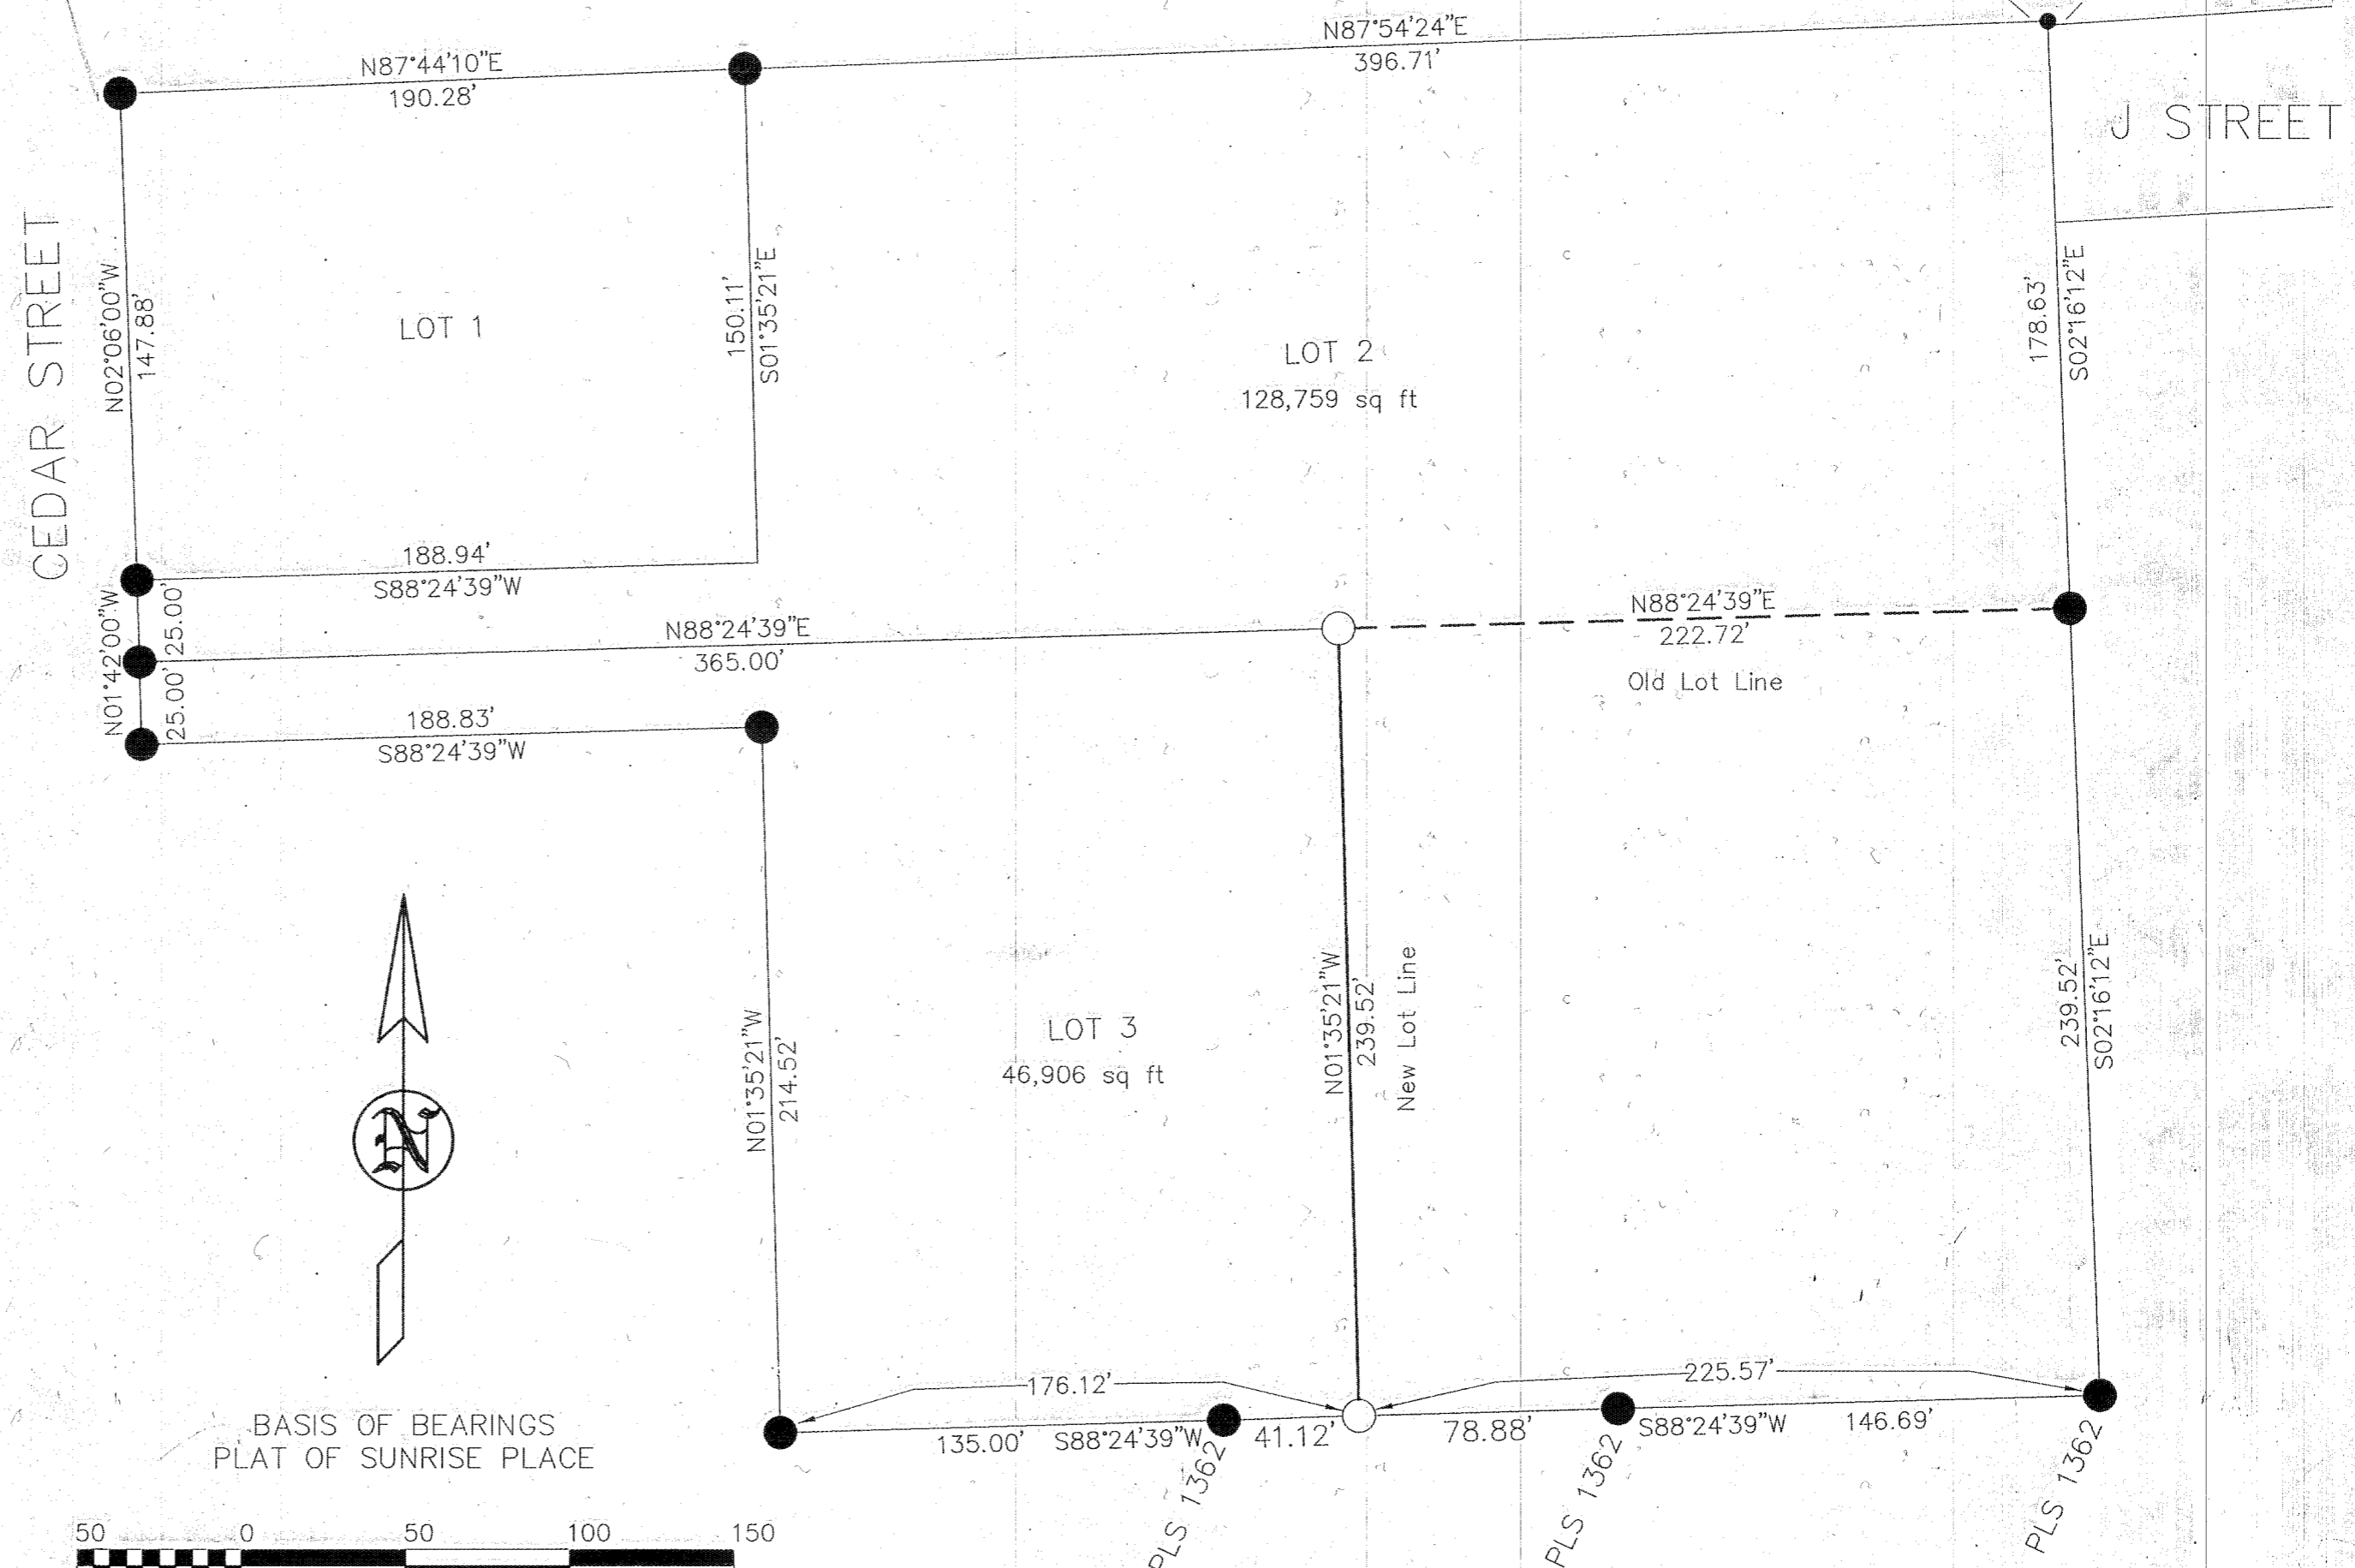 N87°54'24"E
396.71'
N87°44'10"E
190.28'
J STREET
CEDAR STREET
N02°06'00"W
147.88'
LOT 1
150.11'
S01°35'21"E
LOT 2
128,759 sq ft
178.63'
S02°16'12"E
188.94'
S88°24'39"W
N01°42'00"W
25.00'
25.00'
N88°24'39"E
365.00'
N88°24'39"E
222.72'
Old Lot Line
188.83'
S88°24'39"W
N01°35'21"W
214.52'
LOT 3
46,906 sq ft
N01°35'21"W
239.52'
New Lot Line
239.52'
S02°16'12"E
N
176.12'
225.57'
135.00'
S88°24'39"W
41.12'
78.88'
S88°24'39"W
146.69'
PLS 1362
PLS 1362
PLS 1362
BASIS OF BEARINGS
PLAT OF SUNRISE PLACE
50 0 50 100 150